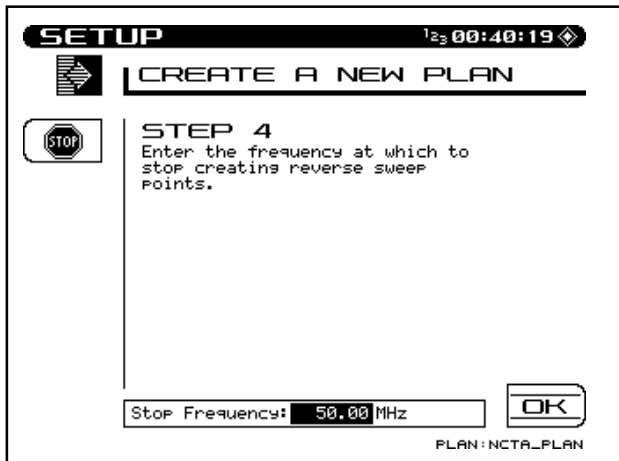 SETUP
123 00:40:19
CREATE A NEW PLAN
STOP
STEP 4
Enter the frequency at which to
stop creating reverse sweep
points.
Stop Frequency: 50.00 MHz
OK
PLAN:NCTA_PLAN